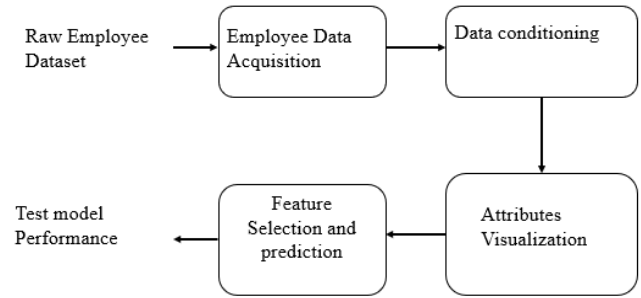 Raw Employee
Dataset
Employee Data
Acquisition
Data conditioning
Attributes
Visualization
Feature
Selection and
prediction
Test model
Performance